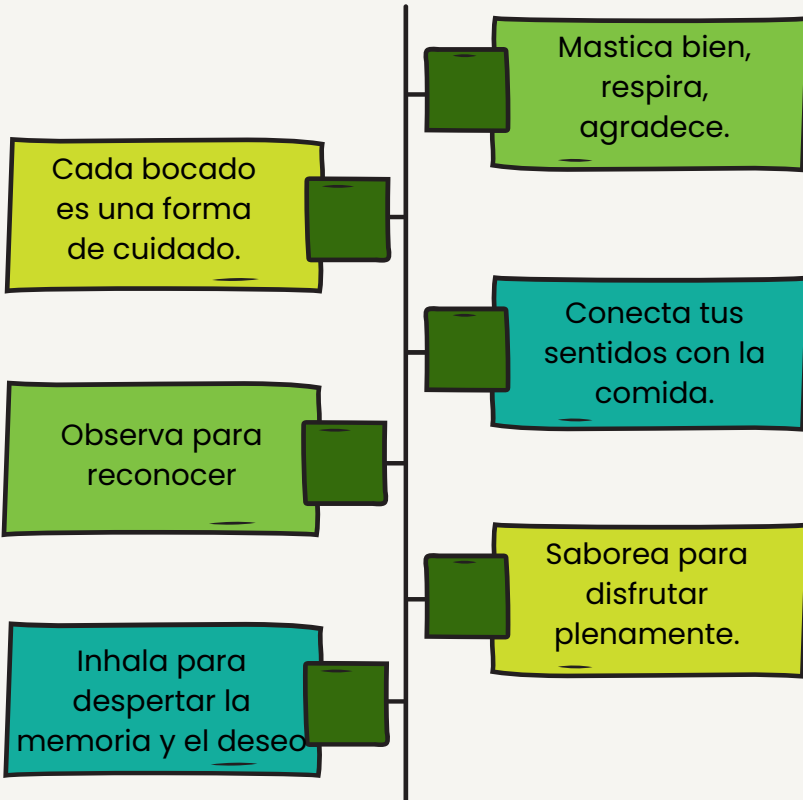 Mastica bien,
respira,
agradece.
Cada bocado
es una forma
de cuidado.
Conecta tus
sentidos con la
comida.
Observa para
reconocer
Saborea para
disfrutar
plenamente.
Inhala para
despertar la
memoria y el deseo